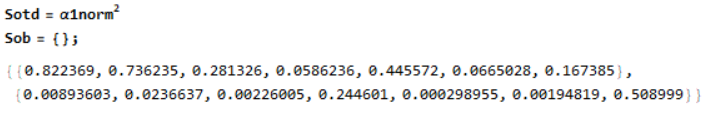 Sotd = α1norm²
Sob = {};
{{0.822369, 0.736235, 0.281326, 0.0586236, 0.445572, 0.0665028, 0.167385},
{0.00893603, 0.0236637, 0.00226005, 0.244601, 0.000298955, 0.00194819, 0.508999}}